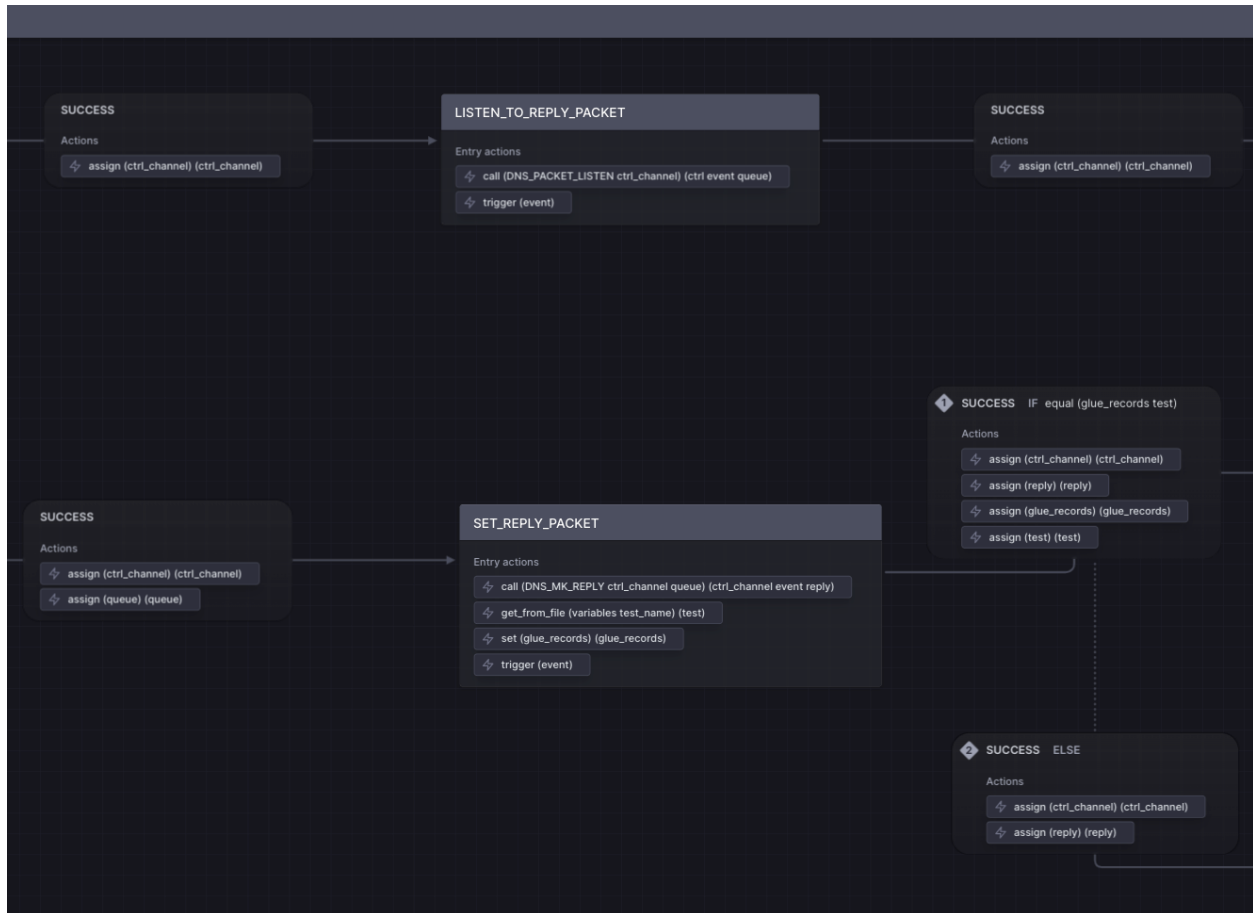 SUCCESS
Actions
assign (ctrl_channel) (ctrl_channel)
LISTEN_TO_REPLY_PACKET
Entry actions
call (DNS_PACKET_LISTEN ctrl_channel) (ctrl event queue)
trigger (event)
SUCCESS
Actions
assign (ctrl_channel) (ctrl_channel)
SUCCESS
Actions
assign (ctrl_channel) (ctrl_channel)
assign (queue) (queue)
SET_REPLY_PACKET
Entry actions
call (DNS_MK_REPLY ctrl_channel queue) (ctrl_channel event reply)
get_from_file (variables test_name) (test)
set (glue_records) (glue_records)
trigger (event)
1 SUCCESS IF equal (glue_records test)
Actions
assign (ctrl_channel) (ctrl_channel)
assign (reply) (reply)
assign (glue_records) (glue_records)
assign (test) (test)
2 SUCCESS ELSE
Actions
assign (ctrl_channel) (ctrl_channel)
assign (reply) (reply)